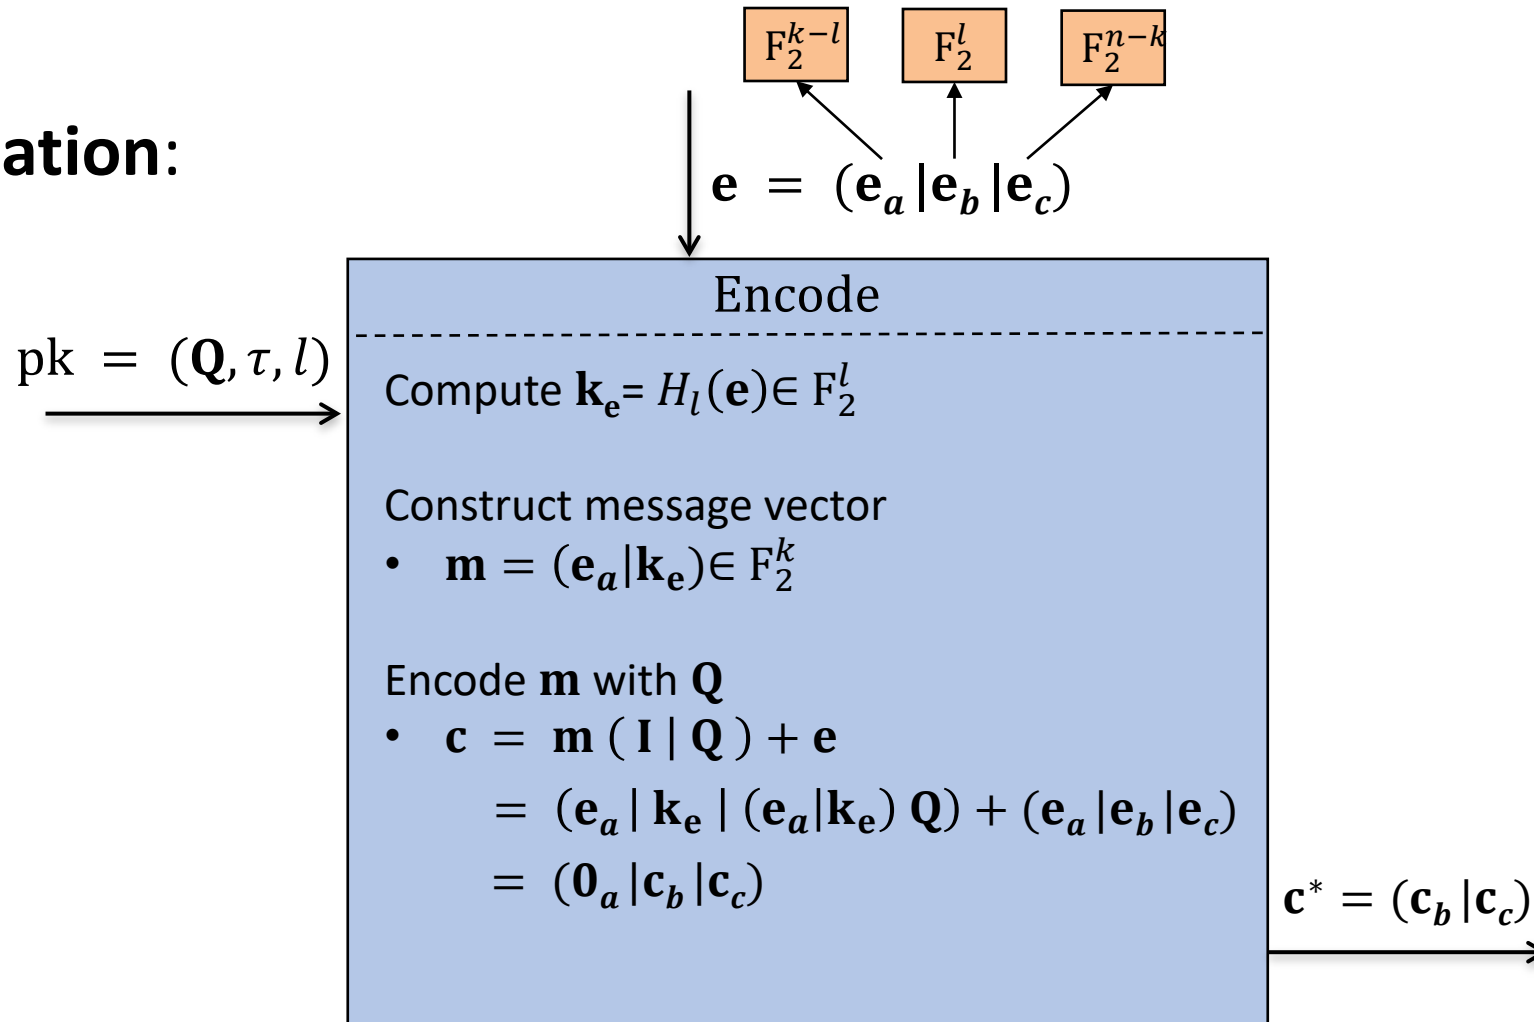 F₂^{k−l} F₂^{l} F₂^{n−k}
ation:
e = (e_a |e_b |e_c)
Encode
pk = (Q, τ, l)
Compute k_e= H_l(e)∈ F₂^{l}
Construct message vector
• m = (e_a|k_e)∈ F₂^{k}
Encode m with Q
• c = m ( I | Q ) + e
= (e_a | k_e | (e_a|k_e) Q) + (e_a |e_b |e_c)
= (0_a |c_b |c_c)
c* = (c_b |c_c)